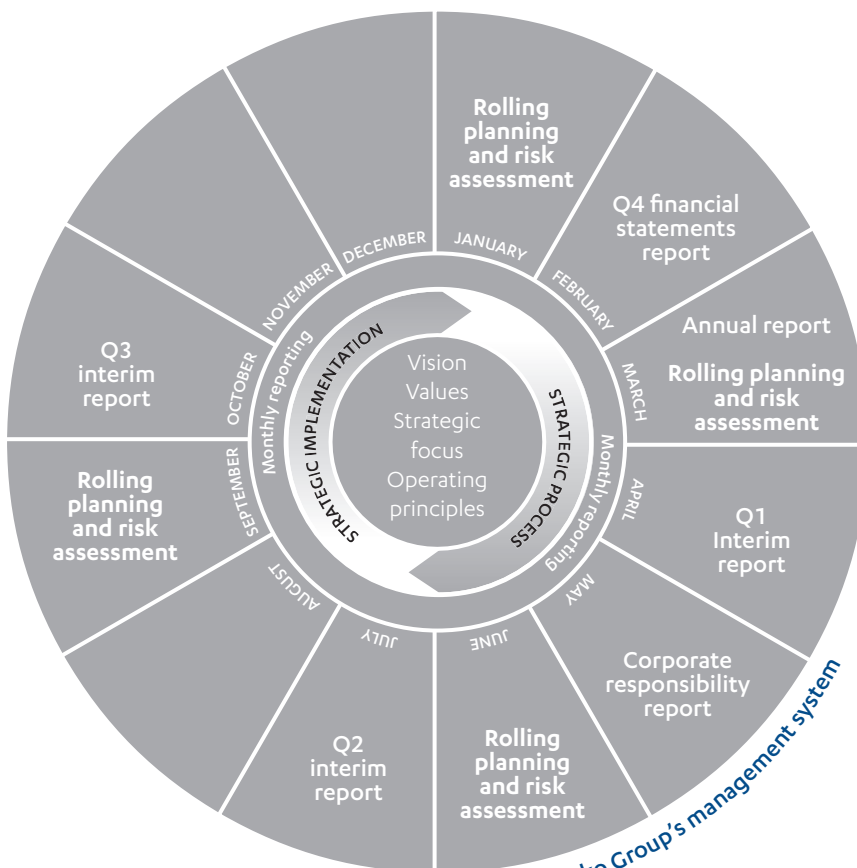 Rolling
planning
and risk
assessment
JANUARY
Q4 financial
statements
report
FEBRUARY
Annual report
Rolling planning
and risk
assessment
MARCH
Q1
Interim
report
APRIL
Corporate
responsibility
report
MAY
Rolling
planning
and risk
assessment
JUNE
Q2
interim
report
JULY
AUGUST
Rolling
planning
and risk
assessment
SEPTEMBER
Q3
interim
report
OCTOBER
NOVEMBER
DECEMBER
Monthly reporting
Monthly reporting
STRATEGIC IMPLEMENTATION
STRATEGIC PROCESS
Vision
Values
Strategic
focus
Operating
principles
Group's management system